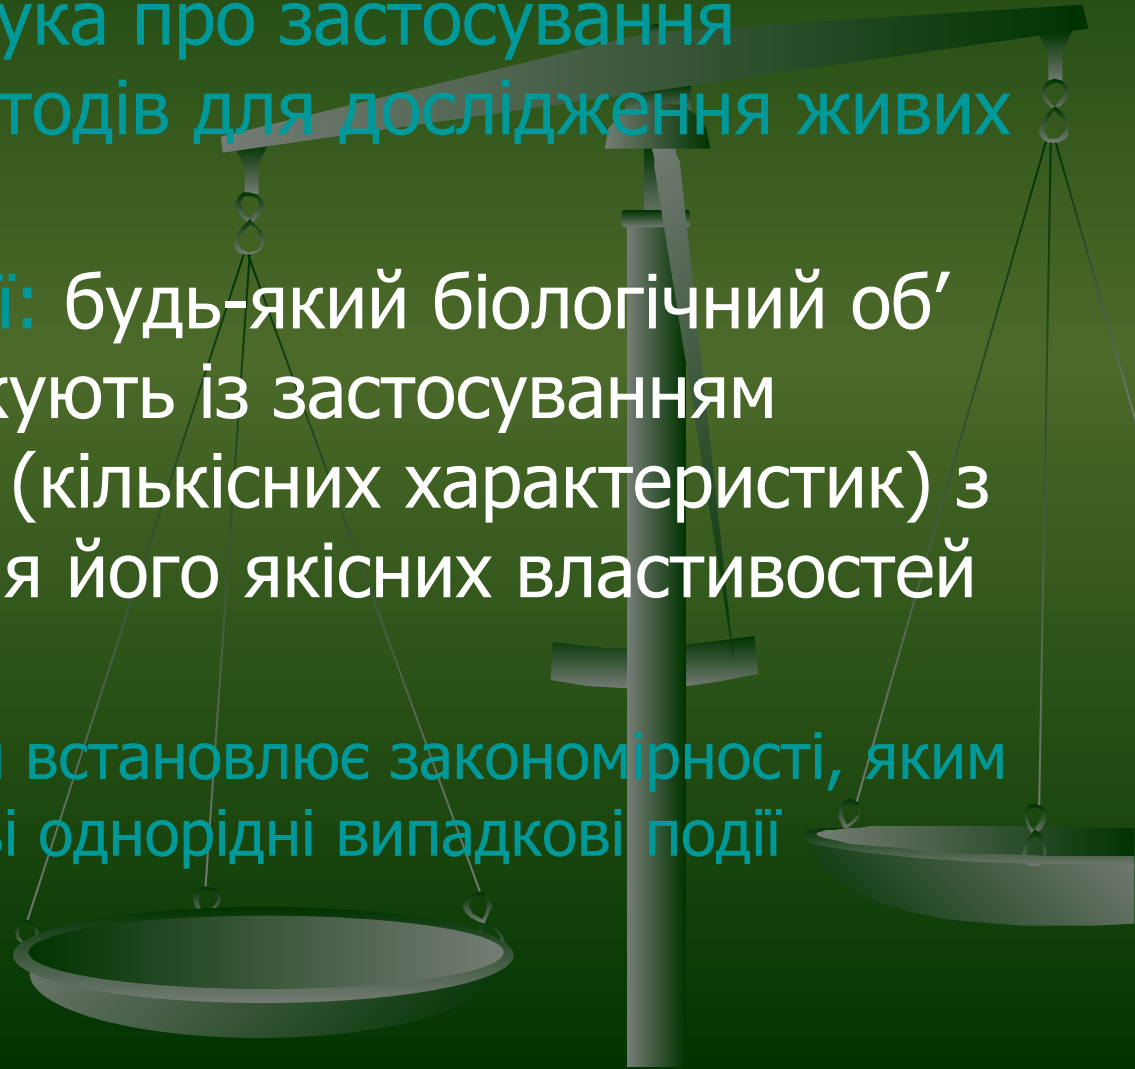 ука про застосування
тодів для дослідження живих
ї: будь-який біологічний об’
кують із застосуванням
(кількісних характеристик) з
я його якісних властивостей
встановлює закономірності, яким
і однорідні випадкові події